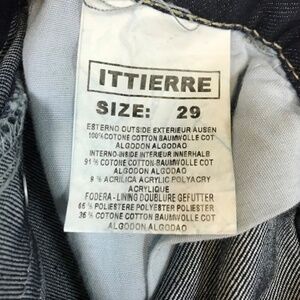 ITTIERRE
SIZE: 29
ESTERNO OUTSIDE EXTERIEUR AUSEN
100% COTONE COTTON BAUMWOLLE COT
ALGODON ALGODAO
INTERNO-INSIDE INTERIEUR INNERHALB
91 % COTONE COTTON BAUMWOLLE COT
ALGODON ALGODAO
9 % ACRILICA ACRYLIC POLYACRY
ACRYLIQUE
FODERA - LINING DOUBLURE GEFUTTER
65 % POLIESTERE POLYESTER POLIESTER
35 % COTONE COTTON BAUMWOLLE COT
ALGODON ALGODAO